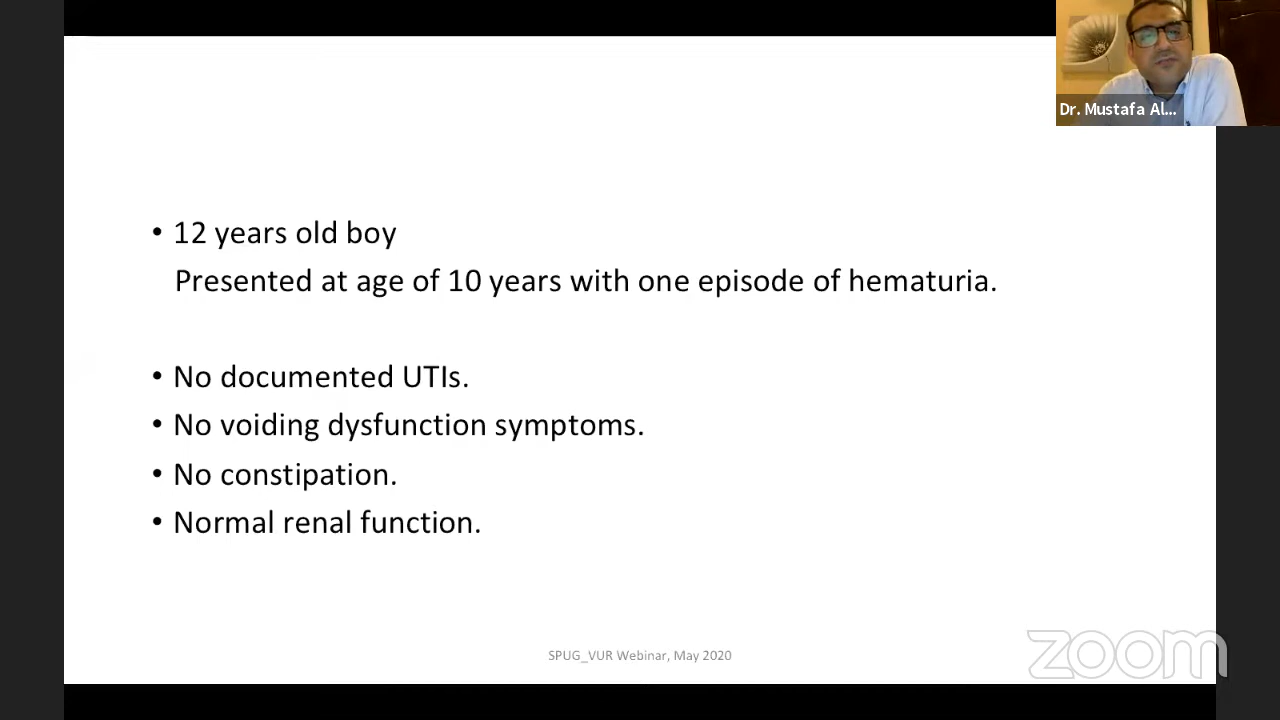 Dr. Mustafa Al...
• 12 years old boy
Presented at age of 10 years with one episode of hematuria.
• No documented UTIs.
• No voiding dysfunction symptoms.
• No constipation.
• Normal renal function.
SPUG_VUR Webinar, May 2020
zoom